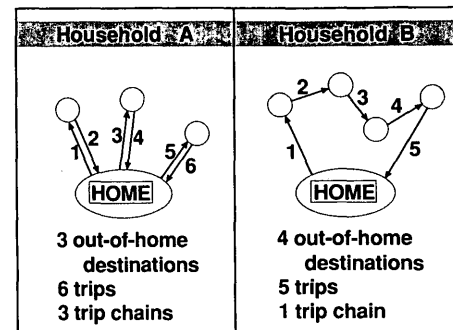 Household A
1
2
3
4
5
6
HOME
3 out-of-home
destinations
6 trips
3 trip chains
Household B
1
2
3
4
5
HOME
4 out-of-home
destinations
5 trips
1 trip chain